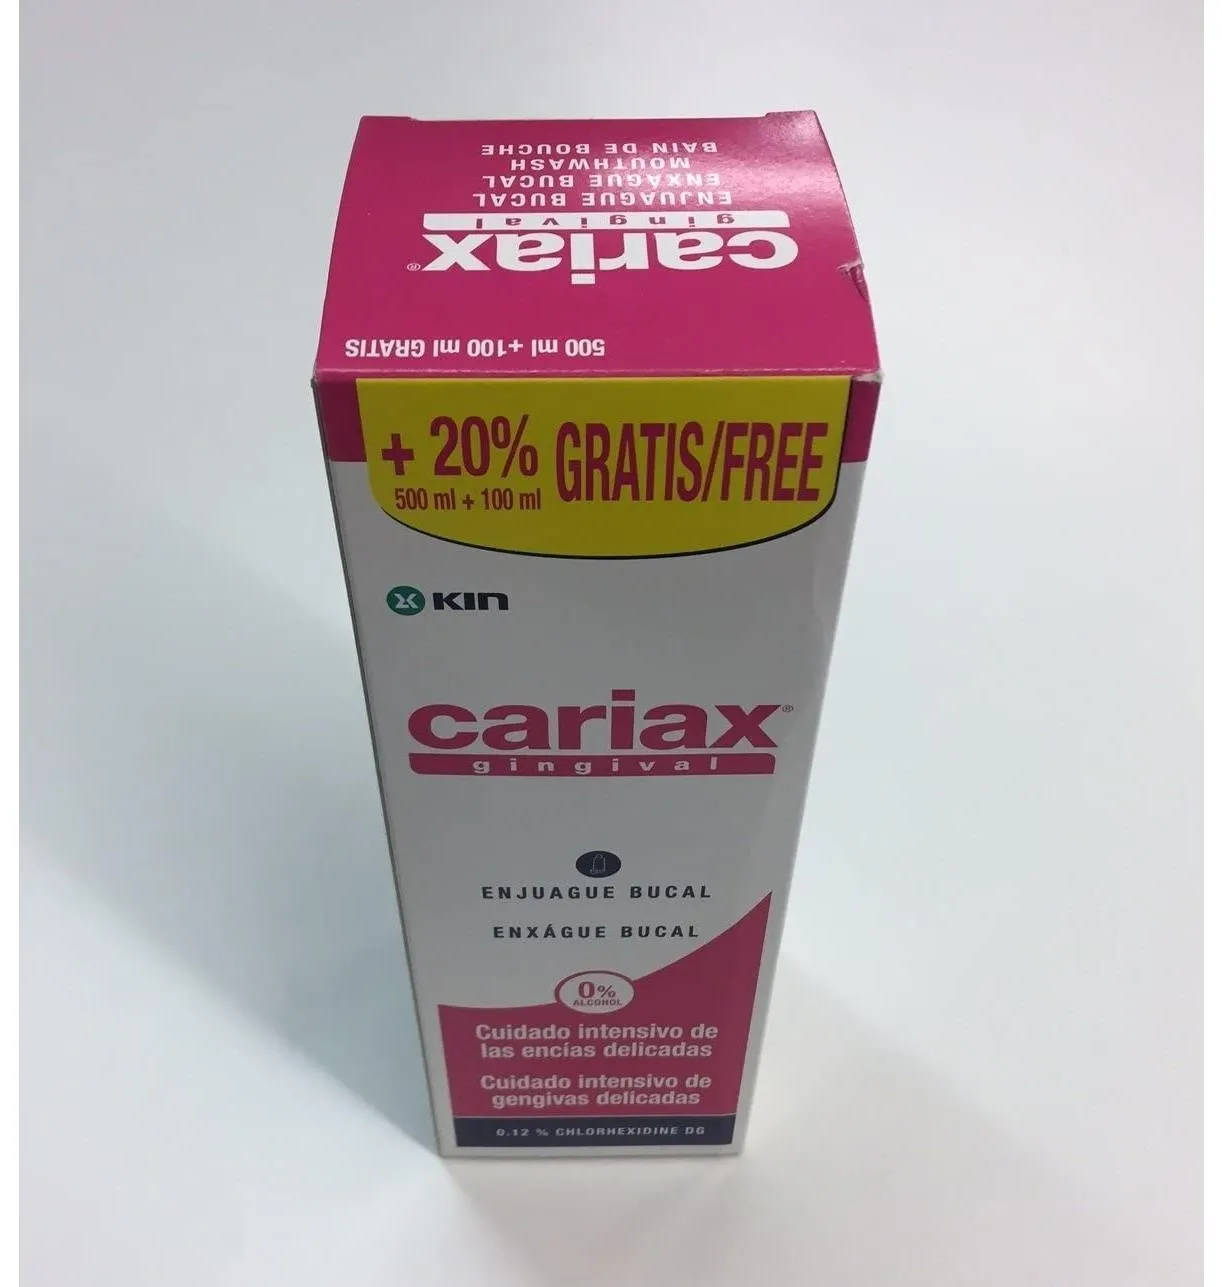 BAIN DE BOUCHE
MOUTHWASH
ENXÁGUE BUCAL
ENJUAGUE BUCAL
gingival
cariax®
500 ml +100 ml GRATIS
+ 20% GRATIS/FREE
500 ml + 100 ml
KIN
cariax®
gingival
ENJUAGUE BUCAL
ENXÁGUE BUCAL
0%
ALCOHOL
Cuidado intensivo de
las encías delicadas
Cuidado intensivo de
gengivas delicadas
0.12 % CHLORHEXIDINE DG